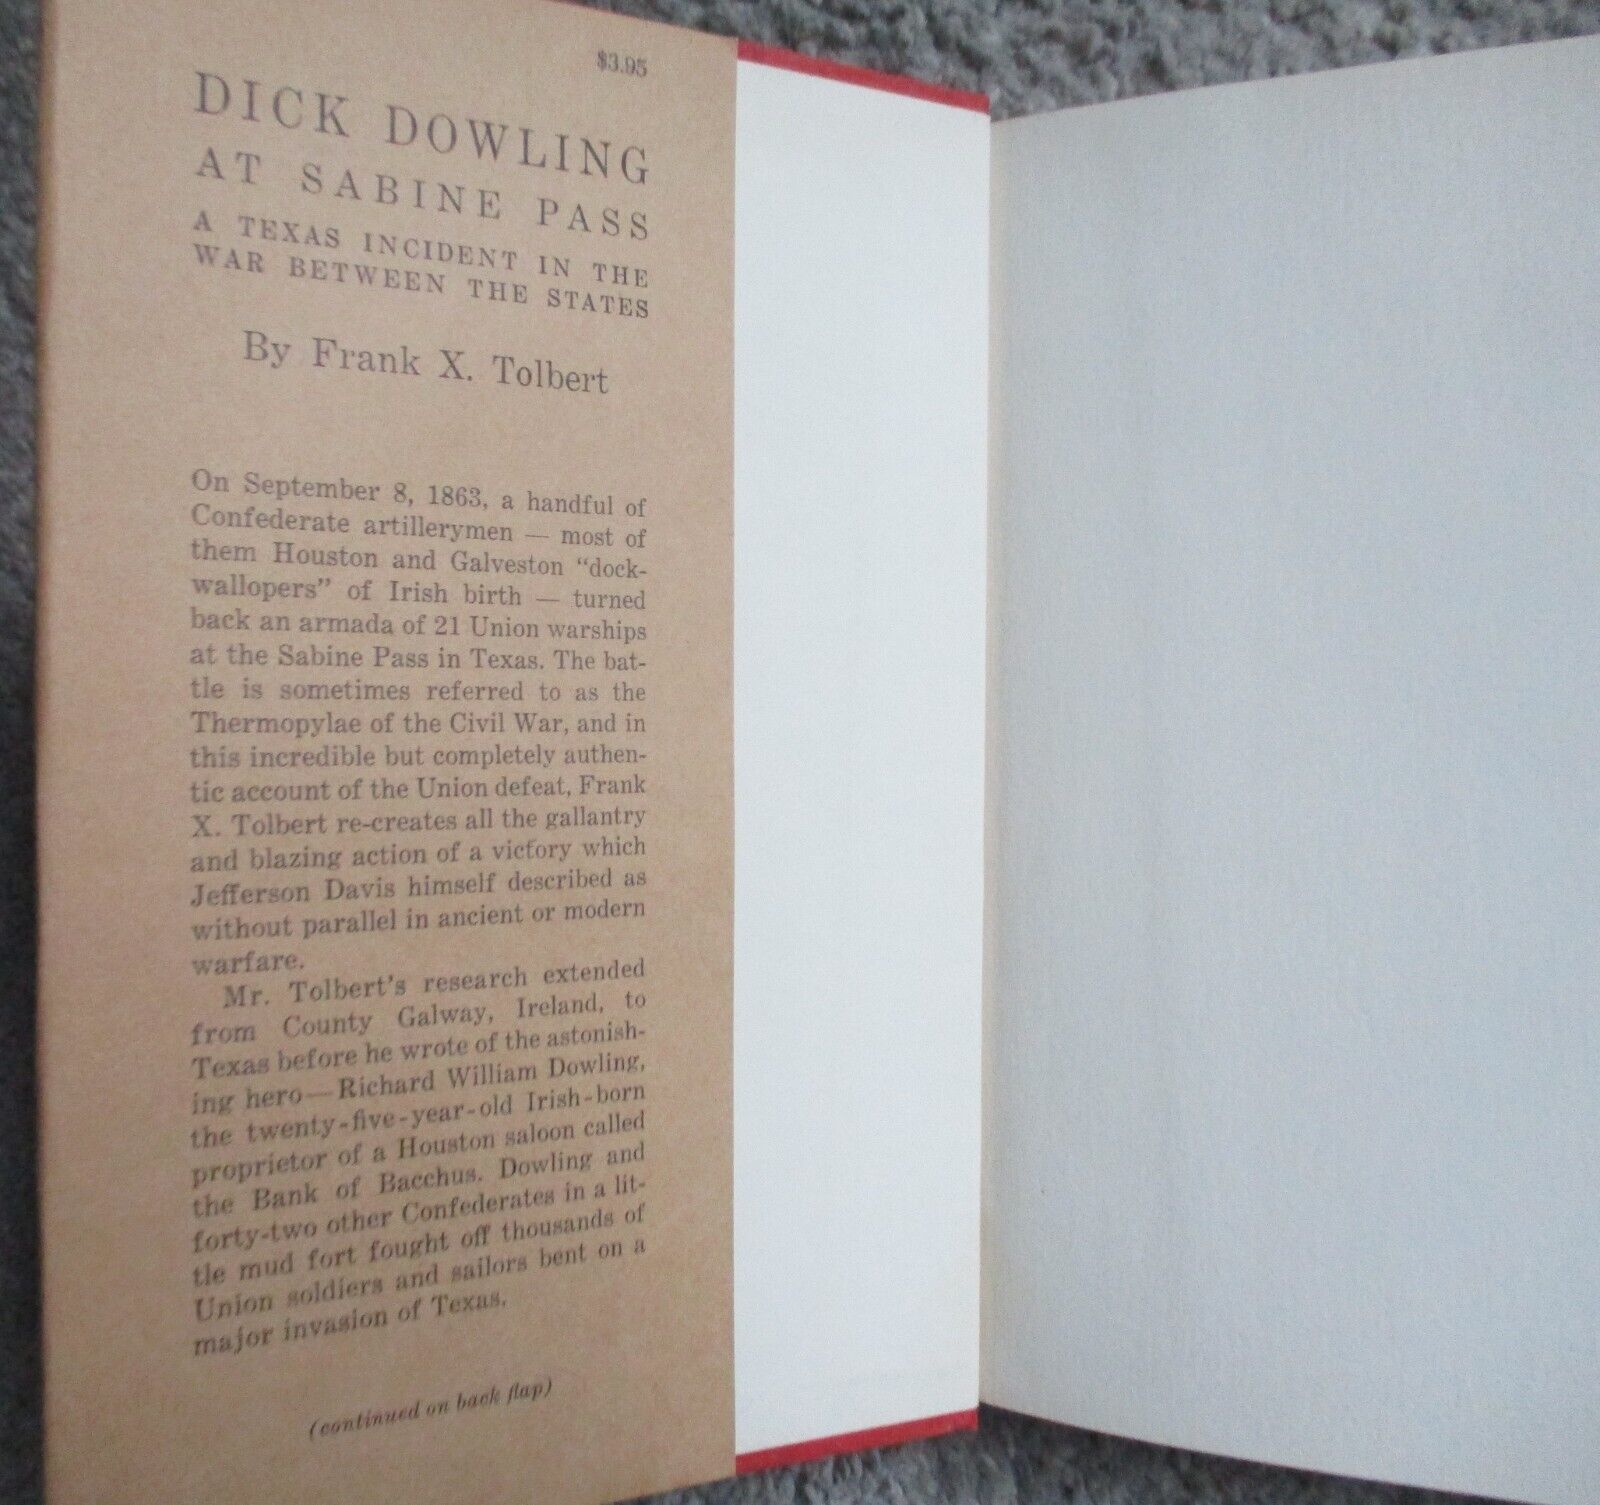 $3.95
DICK DOWLING
AT SABINE PASS
A TEXAS INCIDENT IN THE
WAR BETWEEN THE STATES
By Frank X. Tolbert
On September 8, 1863, a handful of
Confederate artillerymen — most of
them Houston and Galveston “dock-
wallopers” of Irish birth — turned
back an armada of 21 Union warships
at the Sabine Pass in Texas. The bat-
tle is sometimes referred to as the
Thermopylae of the Civil War, and in
this incredible but completely authen-
tic account of the Union defeat, Frank
X. Tolbert re-creates all the gallantry
and blazing action of a victory which
Jefferson Davis himself described as
without parallel in ancient or modern
warfare.
Mr. Tolbert’s research extended
from County Galway, Ireland, to
Texas before he wrote of the astonish-
ing hero—Richard William Dowling,
the twenty-five-year-old Irish-born
proprietor of a Houston saloon called
the Bank of Bacchus. Dowling and
forty-two other Confederates in a lit-
tle mud fort fought off thousands of
Union soldiers and sailors bent on a
major invasion of Texas.
(continued on back flap)